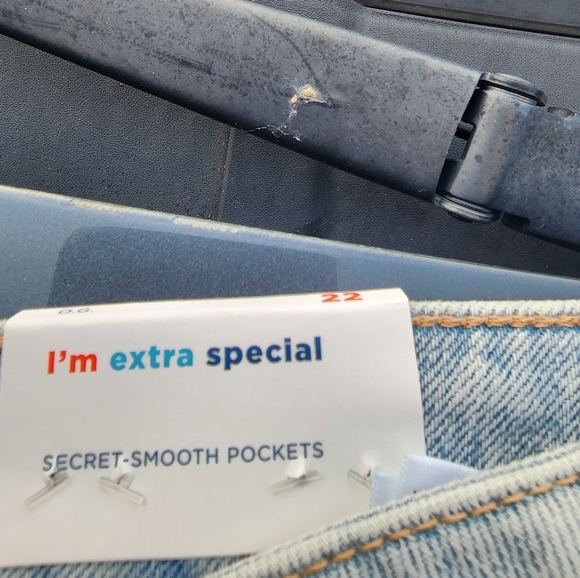 O.G.
22
I'm extra special
SECRET-SMOOTH POCKETS